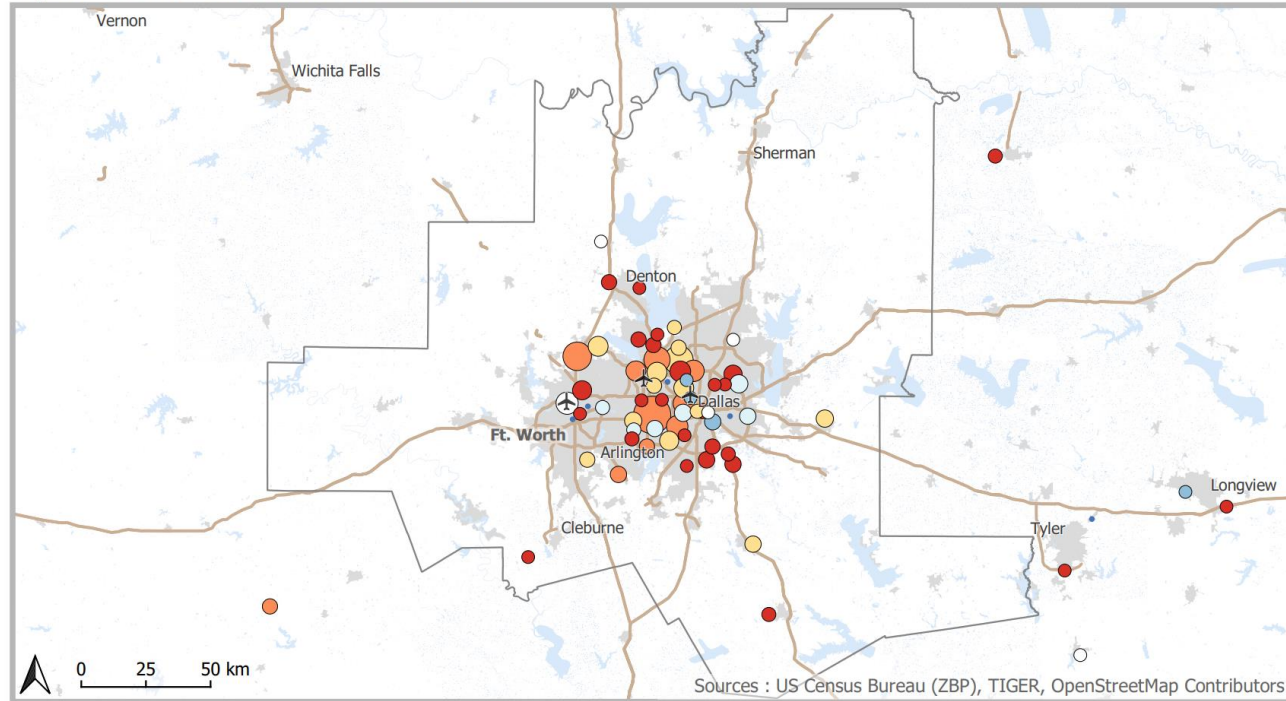 Vernon
Wichita Falls
Sherman
Denton
Dallas
Ft. Worth
Arlington
Longview
Cleburne
Tyler
0 25 50 km
Sources : US Census Bureau (ZBP), TIGER, OpenStreetMap Contributors